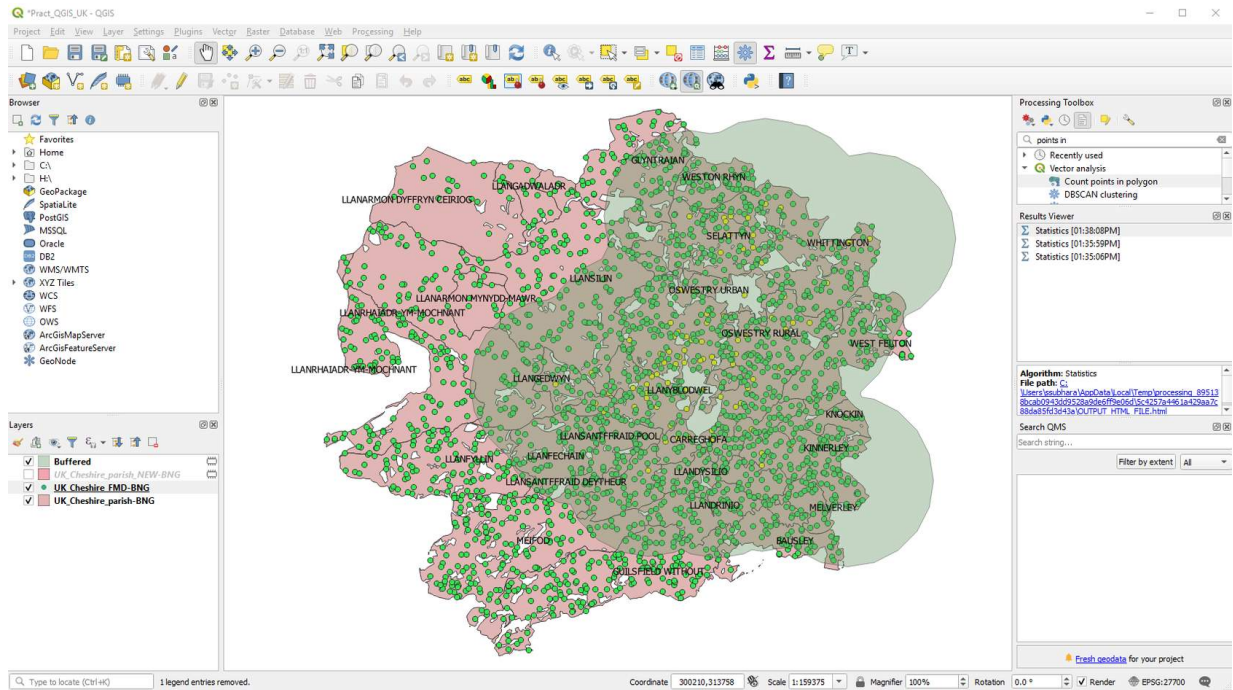 *Pract_QGIS_UK - QGIS
Project Edit View Layer Settings Plugins Vector Raster Database Web Processing Help
Browser
Favorites
Home
C:\
H:\
GeoPackage
SpatiaLite
PostGIS
MSSQL
Oracle
DB2
WMS/WMTS
XYZ Tiles
WCS
WFS
OWS
ArcGisMapServer
ArcGisFeatureServer
GeoNode
Layers
Buffered
UK_Cheshire_parish_NEW-BNG
UK_Cheshire_FMD-BNG
UK_Cheshire_parish-BNG
GLYNTRAIAN
WESTON RHYN
LLANGADWALADR
LLANARMON DYFFRYN CEIRIOG
SELATTYN
WHITTINGTON
LLANSILIN
OSWESTRY URBAN
LLANARMON MYNYDD-MAWR
LLANRHAIADR-YM-MOCHNANT
OSWESTRY RURAL
WEST FELTON
LLANRHAIADR-YM-MOCHNANT
LLANGEDWYN
LLANYBLODWEL
KNOCKIN
LLANSANTFFRAID POOL
CARREGHOFA
KINNERLEY
LLANFYLLIN
LLANFECHAIN
LLANDYSILIO
LLANSANTFFRAID DEYTHEUR
LLANDRINIO
MELVERLEY
MEIFOD
BAUSLEY
GUILSFIELD WITHOUT
Processing Toolbox
points in
Recently used
Vector analysis
Count points in polygon
DBSCAN clustering
Results Viewer
Statistics [01:38:08PM]
Statistics [01:35:59PM]
Statistics [01:35:06PM]
Algorithm: Statistics
File path: C:
Search QMS
Search string...
Filter by extent All
Fresh geodata for your project
Type to locate (Ctrl+K) 1 legend entries removed. Coordinate 300210,313758 Scale 1:159375 Magnifier 100% Rotation 0.0 ° Render EPSG:27700